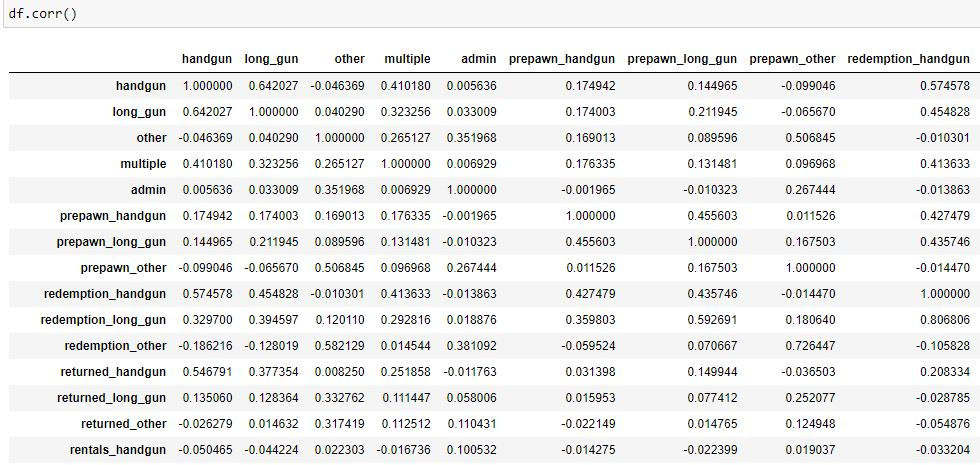 df.corr()
handgun long_gun other multiple admin prepawn_handgun prepawn_long_gun prepawn_other redemption_handgun
handgun 1.000000 0.642027 -0.046369 0.410180 0.005636 0.174942 0.144965 -0.099046 0.574578
long_gun 0.642027 1.000000 0.040290 0.323256 0.033009 0.174003 0.211945 -0.065670 0.454828
other -0.046369 0.040290 1.000000 0.265127 0.351968 0.169013 0.089596 0.506845 -0.010301
multiple 0.410180 0.323256 0.265127 1.000000 0.006929 0.176335 0.131481 0.096968 0.413633
admin 0.005636 0.033009 0.351968 0.006929 1.000000 -0.001965 -0.010323 0.267444 -0.013863
prepawn_handgun 0.174942 0.174003 0.169013 0.176335 -0.001965 1.000000 0.455603 0.011526 0.427479
prepawn_long_gun 0.144965 0.211945 0.089596 0.131481 -0.010323 0.455603 1.000000 0.167503 0.435746
prepawn_other -0.099046 -0.065670 0.506845 0.096968 0.267444 0.011526 0.167503 1.000000 -0.014470
redemption_handgun 0.574578 0.454828 -0.010301 0.413633 -0.013863 0.427479 0.435746 -0.014470 1.000000
redemption_long_gun 0.329700 0.394597 0.120110 0.292816 0.018876 0.359803 0.592691 0.180640 0.806806
redemption_other -0.186216 -0.128019 0.582129 0.014544 0.381092 -0.059524 0.070667 0.726447 -0.105828
returned_handgun 0.546791 0.377354 0.008250 0.251858 -0.011763 0.031398 0.149944 -0.036503 0.208334
returned_long_gun 0.135060 0.128364 0.332762 0.111447 0.058006 0.015953 0.077412 0.252077 -0.028785
returned_other -0.026279 0.014632 0.317419 0.112512 0.110431 -0.022149 0.014765 0.124948 -0.054876
rentals_handgun -0.050465 -0.044224 0.022303 -0.016736 0.100532 -0.014275 -0.022399 0.019037 -0.033204